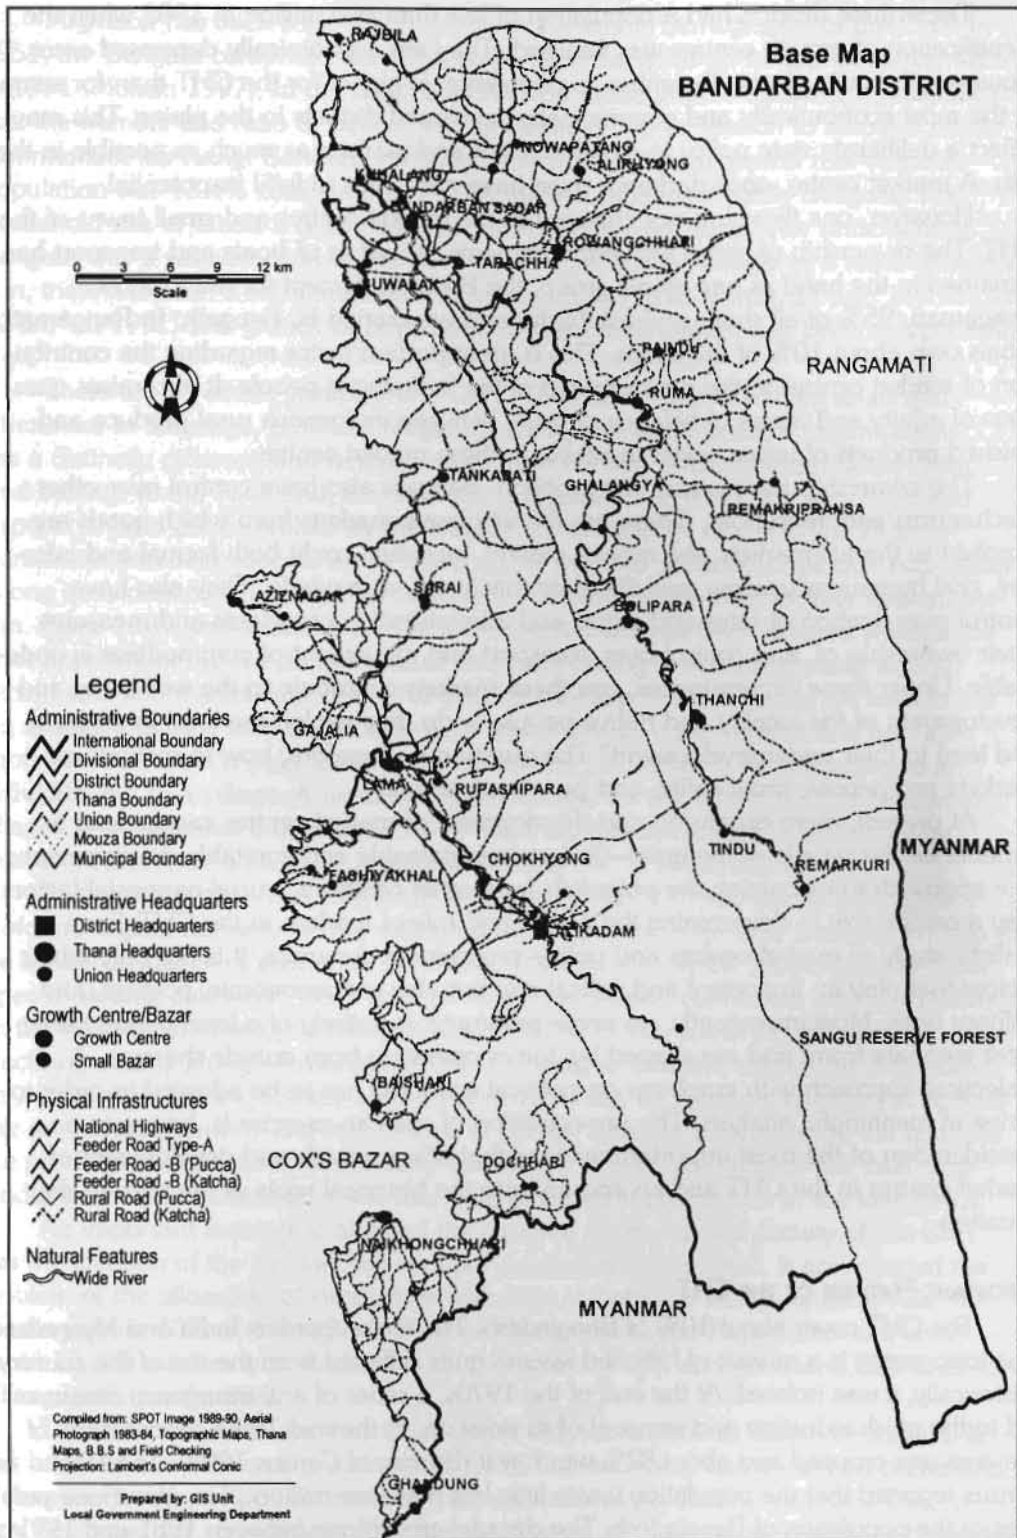 Base Map
BANDARBAN DISTRICT
RAJBILA
NOWAPATANG
ALIKHYONG
KUHALANG
BANDARBAN SADAR
ROWANGCHHARI
TARACHHA
0 3 6 9 12 km
Scale
SUWALAK
PAINDU
RANGAMATI
N
RUMA
TANKABATI
GHALANGYA
REMAKRIPRANSA
SARAI
AZIZNAGAR
BOLIPARA
THANCHI
GAJALIA
LAMA
RUPASHIPARA
TINDU
MYANMAR
CHOKHYONG
REMARKURI
FASHAYAKHALI
ALIKADAM
SANGU RESERVE FOREST
BAISHARI
COX'S BAZAR
DOCHHARI
NAIKHONGCHHARI
MYANMAR
GHANDUNG
Legend
Administrative Boundaries
International Boundary
Divisional Boundary
District Boundary
Thana Boundary
Union Boundary
Mouza Boundary
Municipal Boundary
Administrative Headquarters
District Headquarters
Thana Headquarters
Union Headquarters
Growth Centre/Bazar
Growth Centre
Small Bazar
Physical Infrastructures
National Highways
Feeder Road Type-A
Feeder Road-B (Pucca)
Feeder Road -B (Katcha)
Rural Road (Pucca)
Rural Road (Katcha)
Natural Features
Wide River
Compiled from: SPOT Image 1989-90, Aerial
Photograph 1983-84, Topographic Maps, Thana
Maps, B.B.S and Field Checking
Projection: Lambert's Conformal Conic
Prepared by: GIS Unit
Local Government Engineering Department